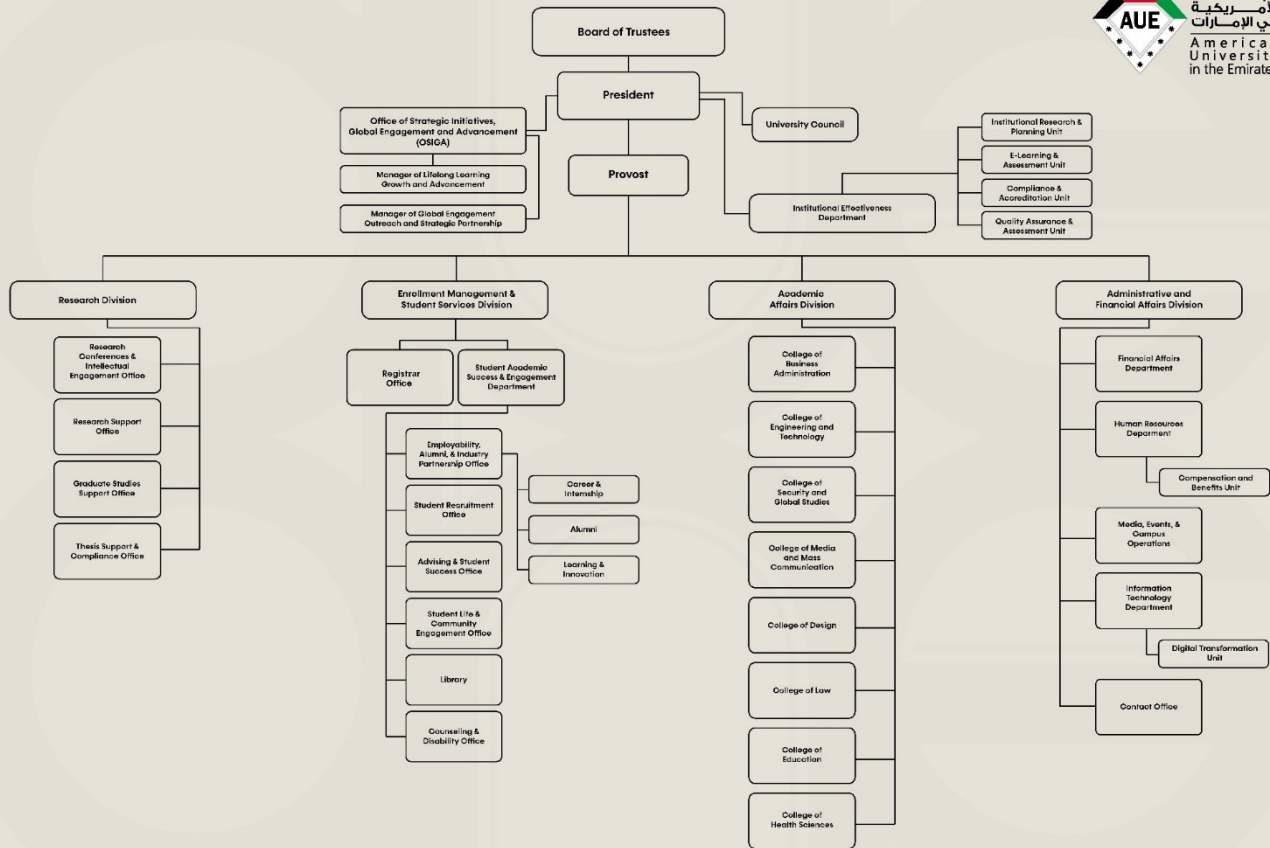 Board of Trustees
AUE
America
Universit
in the Emirate
President
Office of Strategic Initiatives,
Global Engagement and Advancement
(OSIGA)
University Council
Institutional Research &
Planning Unit
E-Learning &
Assessment Unit
Manager of Lifelong Learning
Growth and Advancement
Provost
Compliance &
Accreditation Unit
Manager of Global Engagement
Outreach and Strategic Partnership
Institutional Effectiveness
Department
Quality Assurance &
Assessment Unit
Research Division
Enrollment Management &
Student Services Division
Academic
Affairs Division
Administrative and
Financial Affairs Division
Research
Conferences &
Intellectual
Engagement Office
Research Support
Office
Graduate Studies
Support Office
Thesis Support &
Compliance Office
Registrar
Office
Student Academic
Success & Engagement
Department
Employability,
Alumni, & Industry
Partnership Office
Career &
Internship
Alumni
Learning &
Innovation
Student Recruitment
Office
Advising & Student
Success Office
Student Life &
Community
Engagement Office
Library
Counseling &
Disability Office
College of
Business
Administration
College of
Engineering and
Technology
College of
Security and
Global Studies
College of Media
and Mass
Communication
College of Design
College of Law
College of
Education
College of
Health Sciences
Financial Affairs
Department
Human Resources
Deparment
Compensation and
Benefits Unit
Media, Events, &
Campus
Operations
Information
Technology
Department
Digital Transformation
Unit
Contact Office